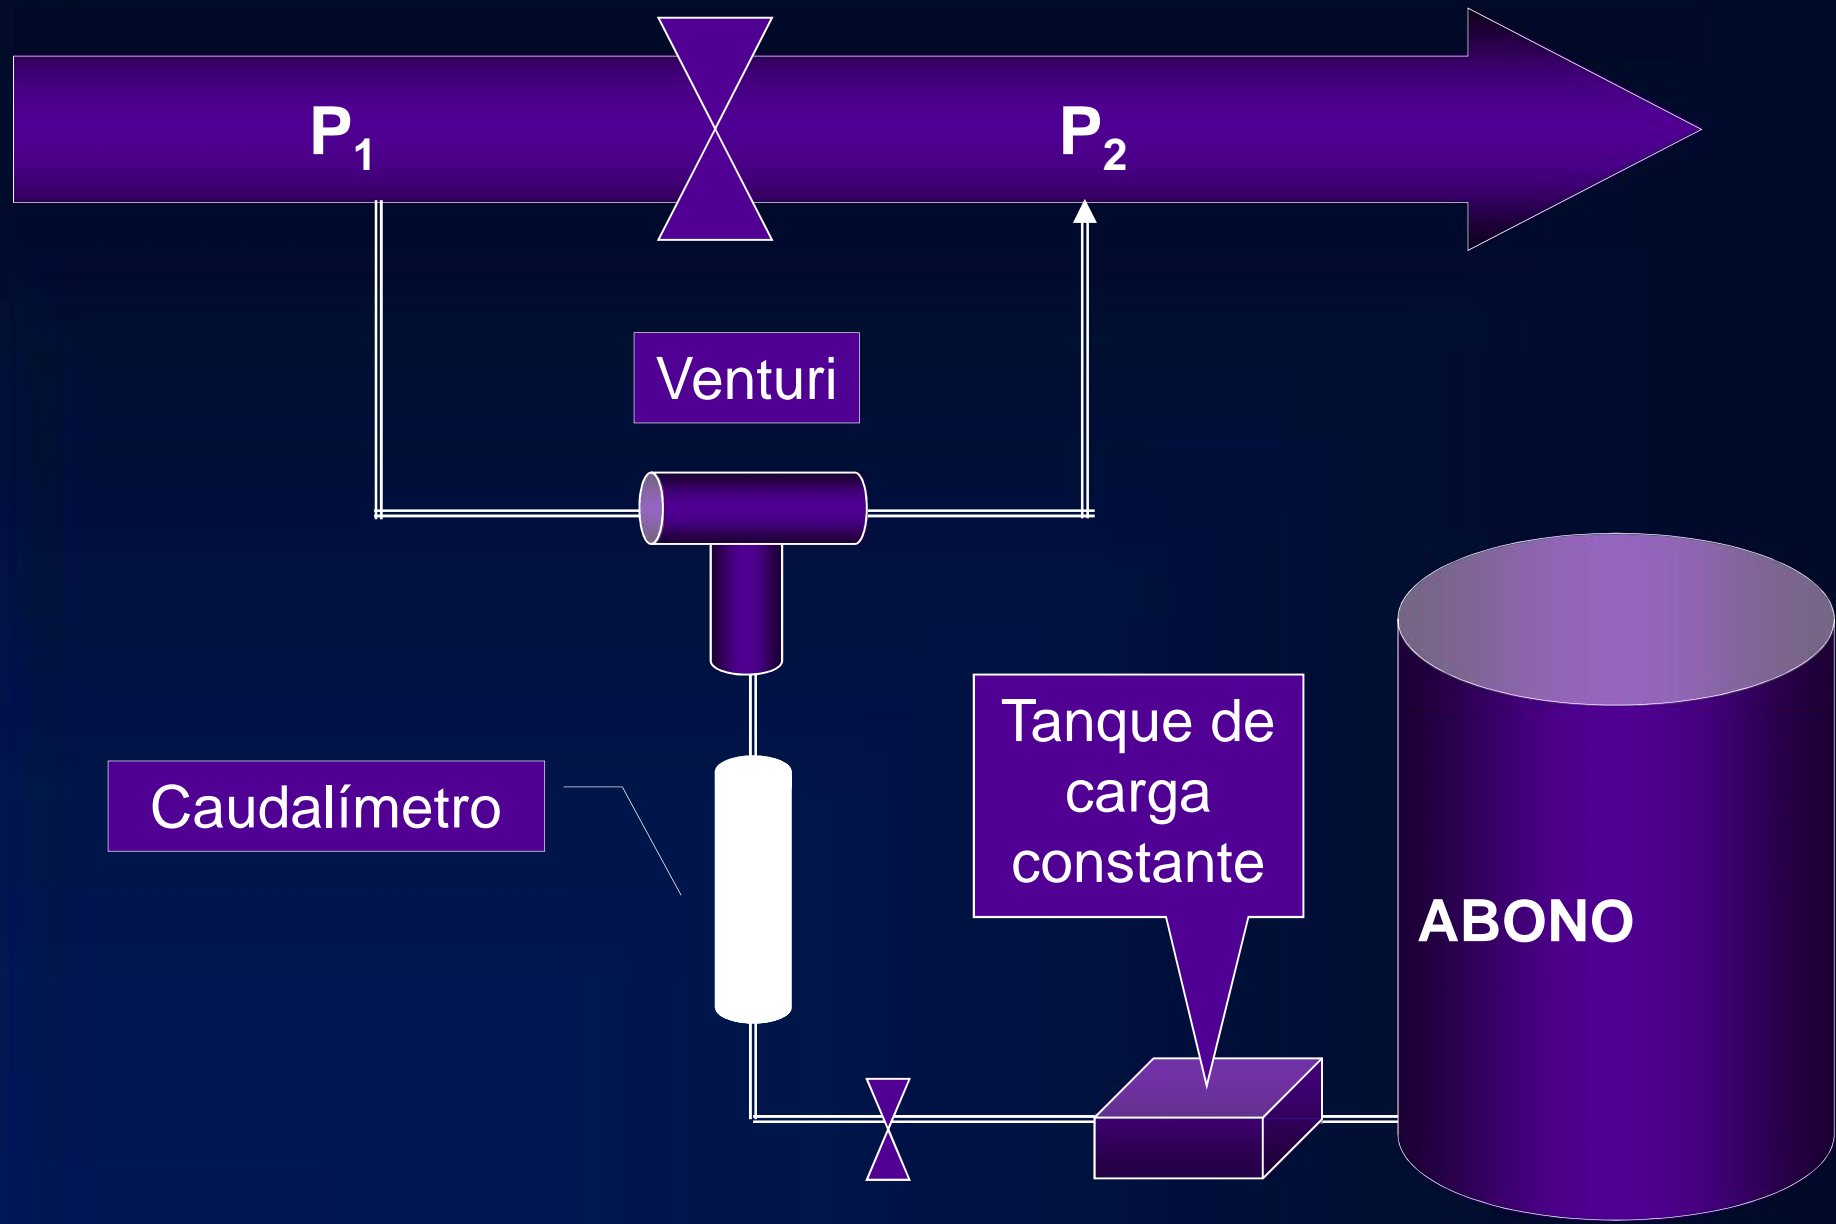 P₁
P₂
Venturi
Tanque de
carga
constante
Caudalímetro
ABONO